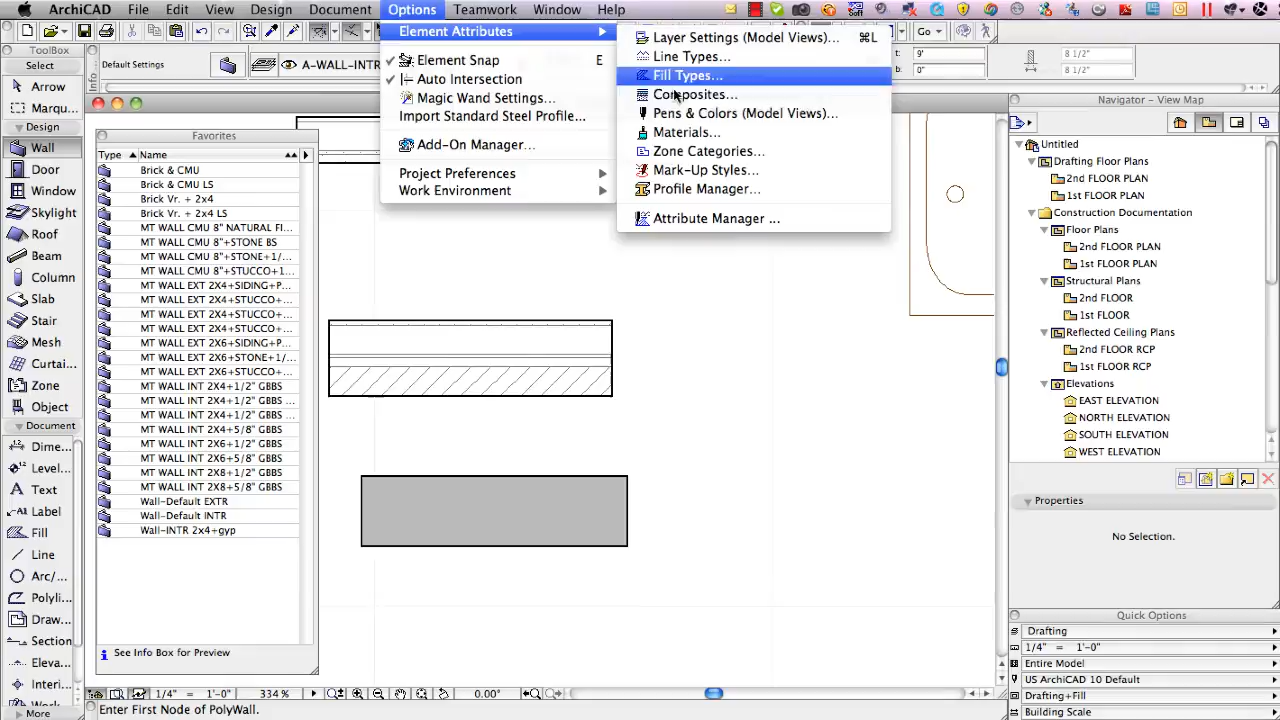 ArchiCAD File Edit View Design Document Options Teamwork Window Help
Element Attributes
Element Snap E
Auto Intersection
Magic Wand Settings...
Import Standard Steel Profile...
Add-On Manager...
Project Preferences
Work Environment
Layer Settings (Model Views)... ⌘L
Line Types...
Fill Types...
Composites...
Pens & Colors (Model Views)...
Materials...
Zone Categories...
Mark-Up Styles...
Profile Manager...
Attribute Manager ...
Go
ToolBox
Select
Arrow
Marqu...
Design
Wall
Door
Window
Skylight
Roof
Beam
Column
Slab
Stair
Mesh
Curtai...
Zone
Object
Document
Dime...
Level...
Text
Label
Fill
Line
Arc/...
Polyli...
Draw...
Section
Eleva...
Interi...
More
Info
Default Settings
A-WALL-INTR
t: 9'
b: 0"
8 1/2"
8 1/2"
Favorites
Type Name
Brick & CMU
Brick & CMU LS
Brick Vr. + 2x4
Brick Vr. + 2x4 LS
MT WALL CMU 8" NATURAL FI...
MT WALL CMU 8"+STONE BS
MT WALL CMU 8"+STONE+1/...
MT WALL CMU 8"+STUCCO+1...
MT WALL EXT 2X4+SIDING+P...
MT WALL EXT 2X4+STUCCO+...
MT WALL EXT 2X4+STUCCO+...
MT WALL EXT 2X4+STUCCO+...
MT WALL EXT 2X6+SIDING+P...
MT WALL EXT 2X6+STONE+1/...
MT WALL EXT 2X6+STUCCO+...
MT WALL INT 2X4+1/2" GBBS
MT WALL INT 2X4+1/2" GBBS
MT WALL INT 2X4+1/2" GBBS
MT WALL INT 2X4+5/8" GBBS
MT WALL INT 2X6+1/2" GBBS
MT WALL INT 2X6+5/8" GBBS
MT WALL INT 2X8+1/2" GBBS
MT WALL INT 2X8+5/8" GBBS
Wall-Default EXTR
Wall-Default INTR
Wall-INTR 2x4+gyp
See Info Box for Preview
1/4" = 1'-0" 334 % 0.00°
Enter First Node of PolyWall.
Navigator - View Map
Untitled
Drafting Floor Plans
2nd FLOOR PLAN
1st FLOOR PLAN
Construction Documentation
Floor Plans
2nd FLOOR PLAN
1st FLOOR PLAN
Structural Plans
2nd FLOOR
1st FLOOR
Reflected Ceiling Plans
2nd FLOOR RCP
1st FLOOR RCP
Elevations
EAST ELEVATION
NORTH ELEVATION
SOUTH ELEVATION
WEST ELEVATION
Properties
No Selection.
Quick Options
Drafting
1/4" = 1'-0"
Entire Model
US ArchiCAD 10 Default
Drafting+Fill
Building Scale